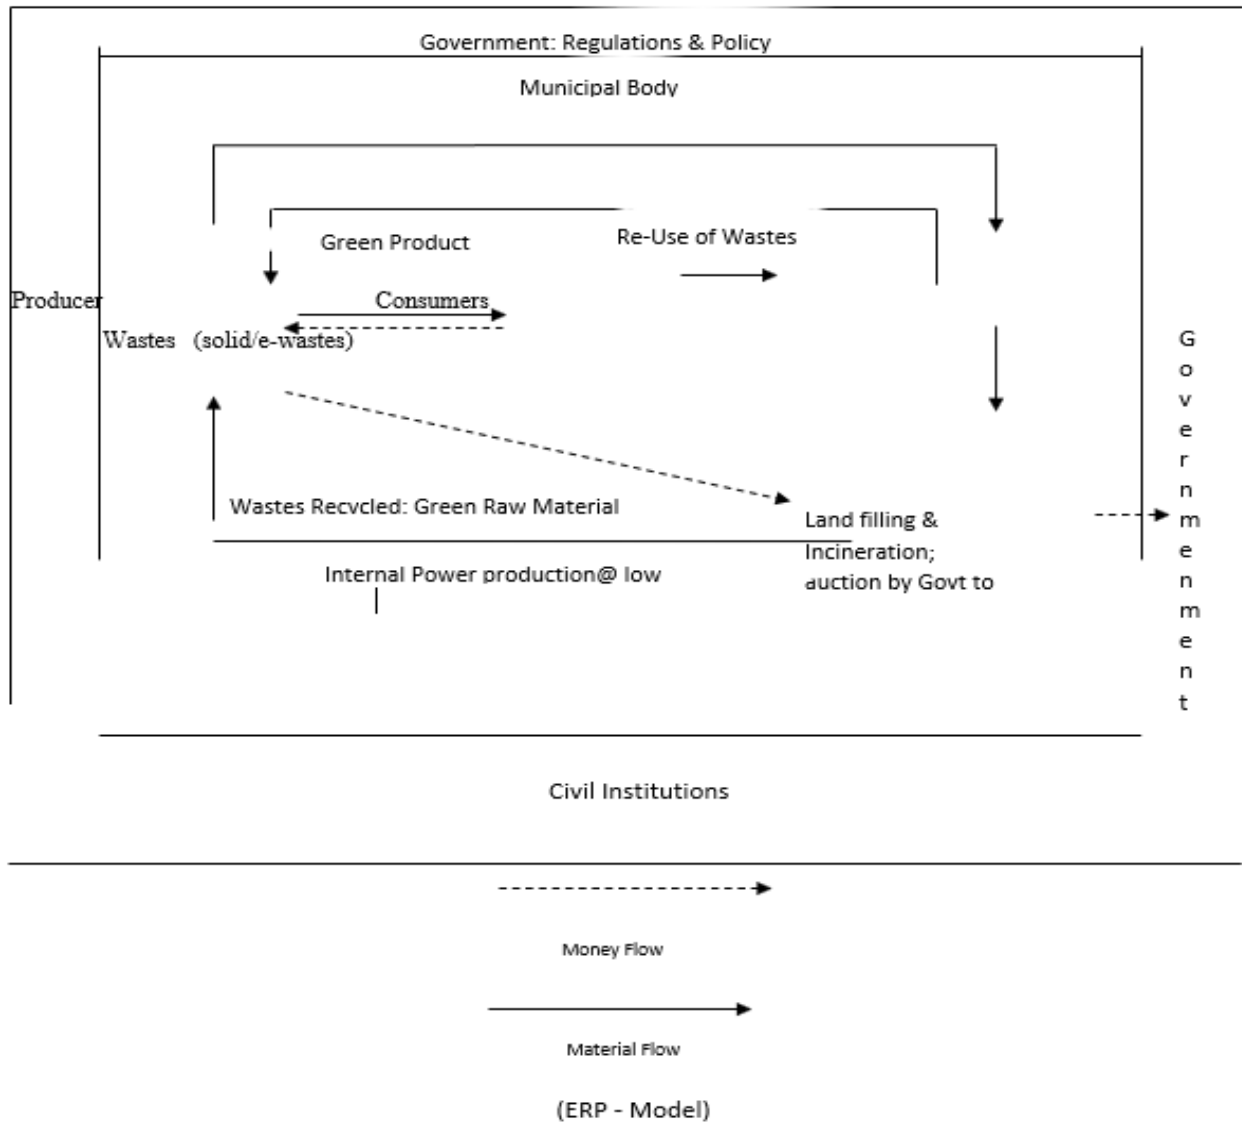 Government: Regulations & Policy
Municipal Body
Green Product
Re-Use of Wastes
Producer
Consumers
Wastes (solid/e-wastes)
Government
Wastes Recycled: Green Raw Material
Land filling &
Incineration;
auction by Govt to
Internal Power production@ low
Civil Institutions
Money Flow
Material Flow
(ERP - Model)